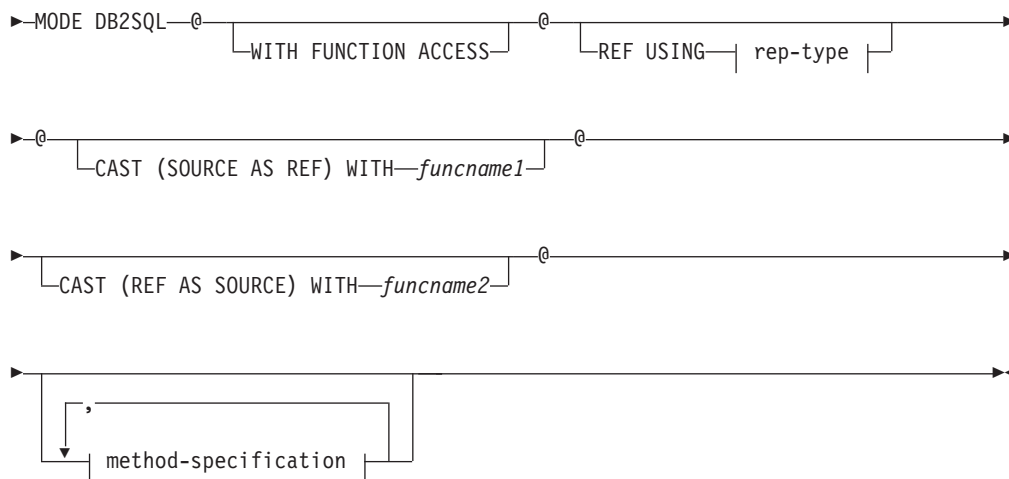 MODE DB2SQL @ WITH FUNCTION ACCESS @ REF USING rep-type
@ CAST (SOURCE AS REF) WITH funcname1 @
CAST (REF AS SOURCE) WITH funcname2 @
,
method-specification